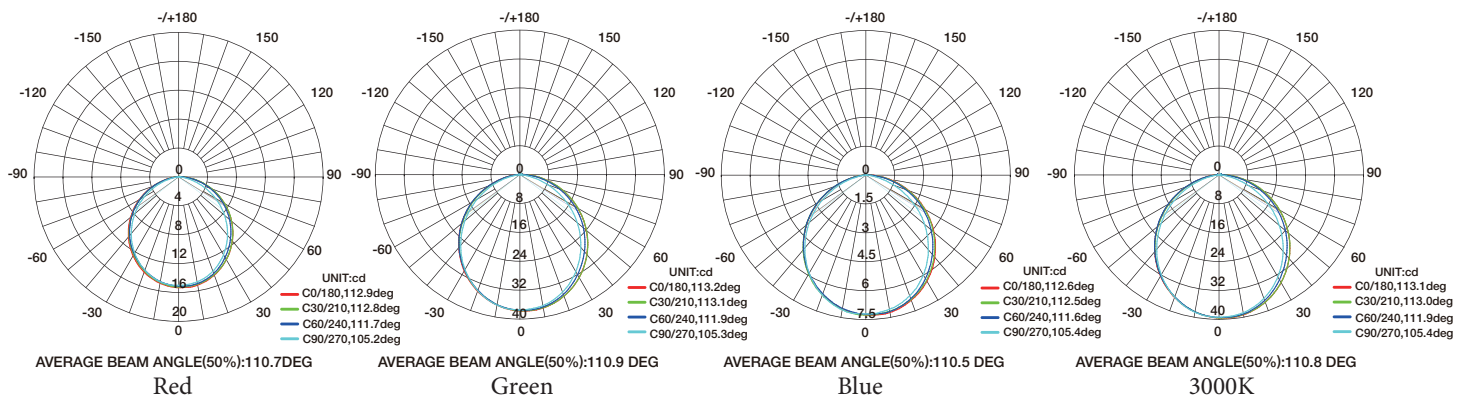 -/+180
-150
150
-120
120
-90
90
0
4
8
12
16
20
-60
60
-30
30
0
UNIT:cd
C0/180,112.9deg
C30/210,112.8deg
C60/240,111.7deg
C90/270,105.2deg
AVERAGE BEAM ANGLE(50%):110.7DEG
Red
-/+180
-150
150
-120
120
-90
90
0
8
16
24
32
40
-60
60
-30
30
0
UNIT:cd
C0/180,113.2deg
C30/210,113.1deg
C60/240,111.9deg
C90/270,105.3deg
AVERAGE BEAM ANGLE(50%):110.9 DEG
Green
-/+180
-150
150
-120
120
-90
90
0
1.5
3
4.5
6
7.5
-60
60
-30
30
0
UNIT:cd
C0/180,112.6deg
C30/210,112.5deg
C60/240,111.6deg
C90/270,105.4deg
AVERAGE BEAM ANGLE(50%):110.5 DEG
Blue
-/+180
-150
150
-120
120
-90
90
0
8
16
24
32
40
-60
60
-30
30
0
UNIT:cd
C0/180,113.1deg
C30/210,113.0deg
C60/240,111.9deg
C90/270,105.4deg
AVERAGE BEAM ANGLE(50%):110.8 DEG
3000K